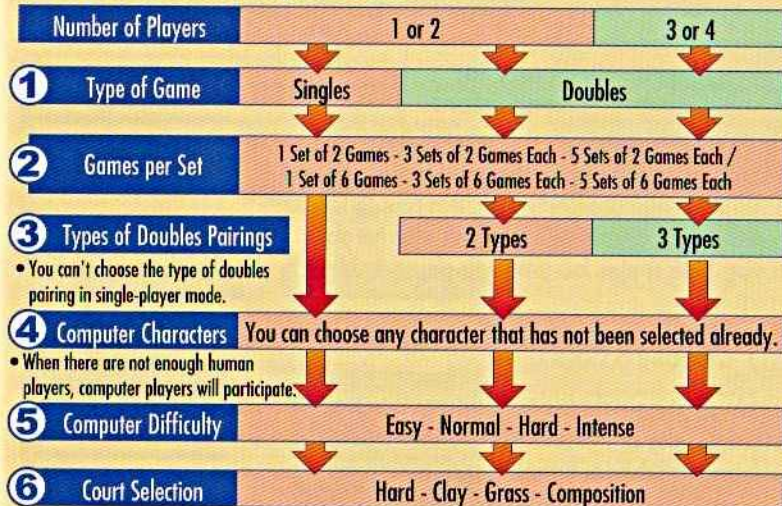 Number of Players
1 or 2
3 or 4
1 Type of Game
Singles
Doubles
2 Games per Set
1 Set of 2 Games - 3 Sets of 2 Games Each - 5 Sets of 2 Games Each /
1 Set of 6 Games - 3 Sets of 6 Games Each - 5 Sets of 6 Games Each
3 Types of Doubles Pairings
2 Types
3 Types
• You can't choose the type of doubles
pairing in single-player mode.
4 Computer Characters
You can choose any character that has not been selected already.
• When there are not enough human
players, computer players will participate.
5 Computer Difficulty
Easy - Normal - Hard - Intense
6 Court Selection
Hard - Clay - Grass - Composition